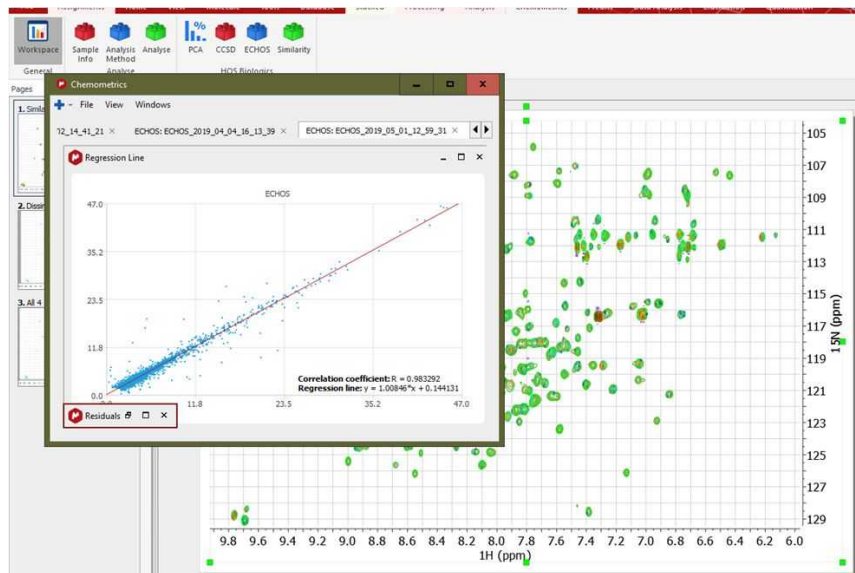 Workspace
Sample Info
Analysis Method
Analyse
PCA
CCSD
ECHOS
Similarity
General
Analyse
HOS Biologics
Pages
1. Simila
2. Dissim
3. All 4
Chemometrics
File View Windows
12_14_41_21 × ECHOS: ECHOS_2019_04_04_16_13_39 × ECHOS: ECHOS_2019_05_01_12_59_31 ×
Regression Line
ECHOS
47.0
35.2
23.5
11.8
0.0
11.8 23.5 35.2 47.0
Correlation coefficient: R = 0.983292
Regression line: y = 1.00846*x + 0.144131
Residuals
105
107
109
111
113
115
117
119
121
123
125
127
129
15N (ppm)
9.8 9.6 9.4 9.2 9.0 8.8 8.6 8.4 8.2 8.0 7.8 7.6 7.4 7.2 7.0 6.8 6.6 6.4 6.2 6.0
1H (ppm)